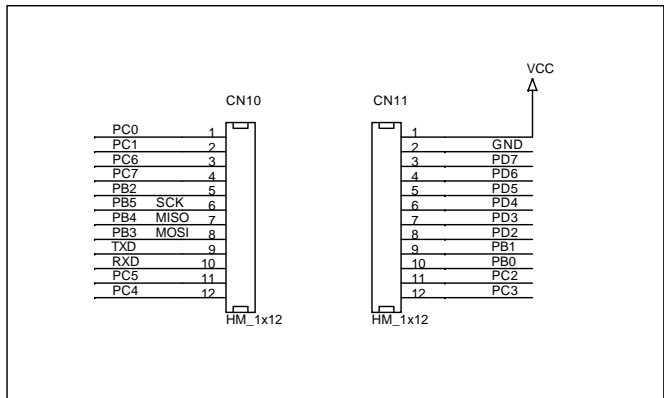 VCC
CN10
CN11
PC0 1
PC1 2
PC6 3
PC7 4
PB2 5
PB5 SCK 6
PB4 MISO 7
PB3 MOSI 8
TXD 9
RXD 10
PC5 11
PC4 12
HM_1x12
1
2 GND
3 PD7
4 PD6
5 PD5
6 PD4
7 PD3
8 PD2
9 PB1
10 PB0
11 PC2
12 PC3
HM_1x12